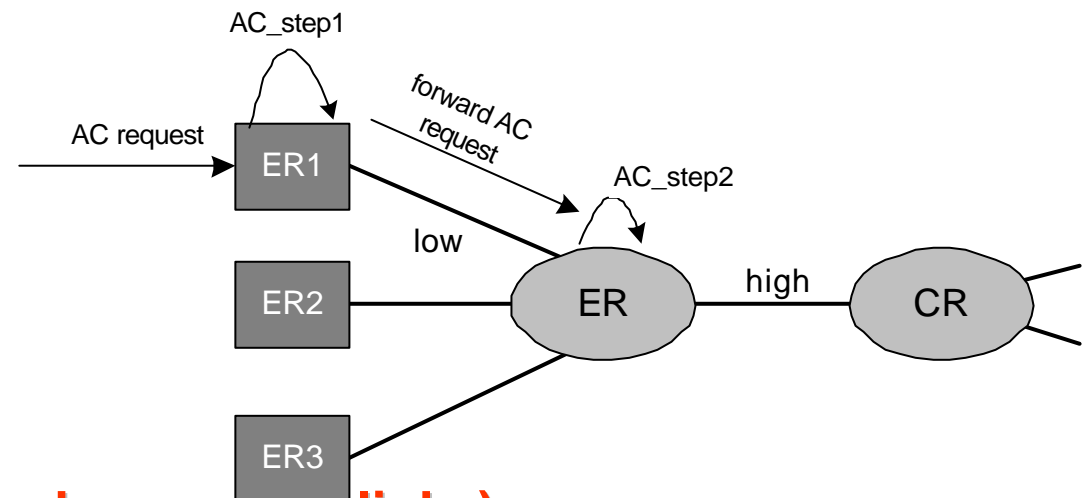 AC_step1
forward AC
request
AC request
ER1
AC_step2
low
ER2
ER
high
CR
ER3